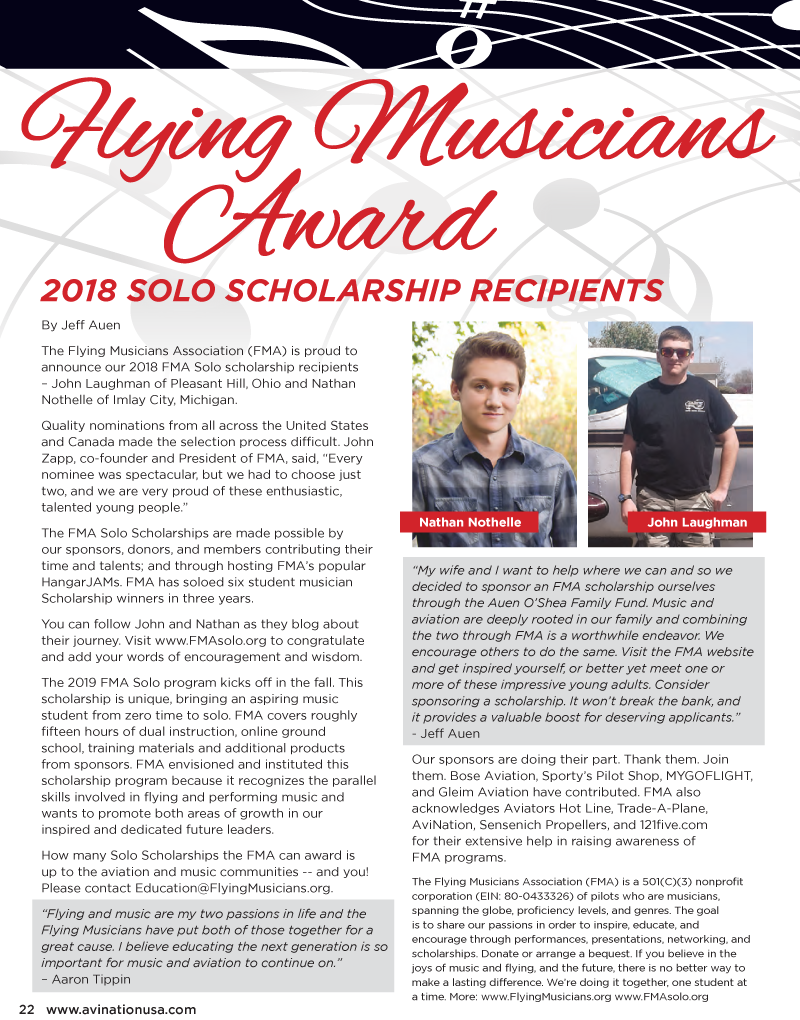 Flying Musicians
Award
2018 SOLO SCHOLARSHIP RECIPIENTS
By Jeff Auen
The Flying Musicians Association (FMA) is proud to
announce our 2018 FMA Solo scholarship recipients
– John Laughman of Pleasant Hill, Ohio and Nathan
Nothelle of Imlay City, Michigan.
Quality nominations from all across the United States
and Canada made the selection process difficult. John
Zapp, co-founder and President of FMA, said, “Every
nominee was spectacular, but we had to choose just
two, and we are very proud of these enthusiastic,
talented young people.”
The FMA Solo Scholarships are made possible by
our sponsors, donors, and members contributing their
time and talents; and through hosting FMA’s popular
HangarJAMs. FMA has soloed six student musician
Scholarship winners in three years.
You can follow John and Nathan as they blog about
their journey. Visit www.FMAsolo.org to congratulate
and add your words of encouragement and wisdom.
The 2019 FMA Solo program kicks off in the fall. This
scholarship is unique, bringing an aspiring music
student from zero time to solo. FMA covers roughly
fifteen hours of dual instruction, online ground
school, training materials and additional products
from sponsors. FMA envisioned and instituted this
scholarship program because it recognizes the parallel
skills involved in flying and performing music and
wants to promote both areas of growth in our
inspired and dedicated future leaders.
How many Solo Scholarships the FMA can award is
up to the aviation and music communities -- and you!
Please contact Education@FlyingMusicians.org.
“Flying and music are my two passions in life and the
Flying Musicians have put both of those together for a
great cause. I believe educating the next generation is so
important for music and aviation to continue on.”
– Aaron Tippin
Nathan Nothelle
John Laughman
“My wife and I want to help where we can and so we
decided to sponsor an FMA scholarship ourselves
through the Auen O’Shea Family Fund. Music and
aviation are deeply rooted in our family and combining
the two through FMA is a worthwhile endeavor. We
encourage others to do the same. Visit the FMA website
and get inspired yourself, or better yet meet one or
more of these impressive young adults. Consider
sponsoring a scholarship. It won’t break the bank, and
it provides a valuable boost for deserving applicants.”
- Jeff Auen
Our sponsors are doing their part. Thank them. Join
them. Bose Aviation, Sporty’s Pilot Shop, MYGOFLIGHT,
and Gleim Aviation have contributed. FMA also
acknowledges Aviators Hot Line, Trade-A-Plane,
AviNation, Sensenich Propellers, and 121five.com
for their extensive help in raising awareness of
FMA programs.
The Flying Musicians Association (FMA) is a 501(C)(3) nonprofit
corporation (EIN: 80-0433326) of pilots who are musicians,
spanning the globe, proficiency levels, and genres. The goal
is to share our passions in order to inspire, educate, and
encourage through performances, presentations, networking, and
scholarships. Donate or arrange a bequest. If you believe in the
joys of music and flying, and the future, there is no better way to
make a lasting difference. We’re doing it together, one student at
a time. More: www.FlyingMusicians.org www.FMAsolo.org
22 www.avinationusa.com